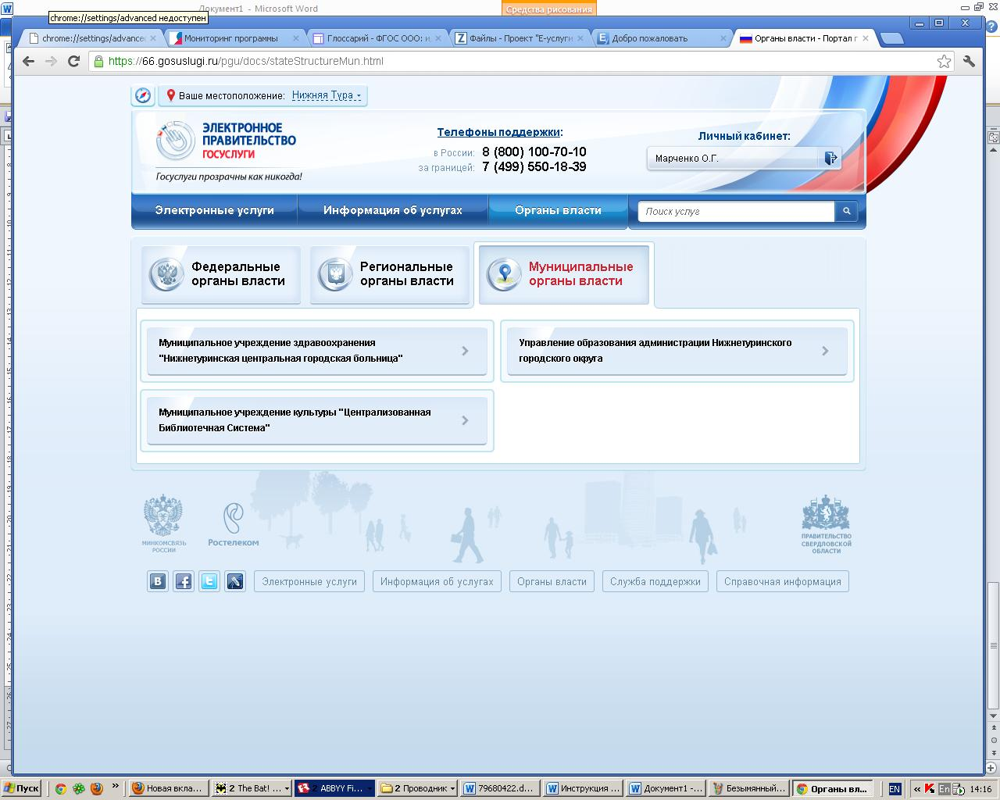 Документ1 - Microsoft Word
Средства рисования
chrome://settings/advanced недоступен
chrome://settings/advance
Мониторинг программы
Глоссарий - ФГОС ООО: и
Файлы - Проект "Е-услуги
Добро пожаловать
Органы власти - Портал г
https://66.gosuslugi.ru/pgu/docs/stateStructureMun.html
Ваше местоположение: Нижняя Тура
ЭЛЕКТРОННОЕ
ПРАВИТЕЛЬСТВО
ГОСУСЛУГИ
Госуслуги прозрачны как никогда!
Телефоны поддержки:
в России: 8 (800) 100-70-10
за границей: 7 (499) 550-18-39
Личный кабинет:
Марченко О.Г.
Электронные услуги
Информация об услугах
Органы власти
Поиск услуг
Федеральные
органы власти
Региональные
органы власти
Муниципальные
органы власти
Муниципальное учреждение здравоохранения
"Нижнетуринская центральная городская больница"
Управление образования администрации Нижнетуринского
городского округа
Муниципальное учреждение культуры "Централизованная
Библиотечная Система"
МИНКОМСВЯЗЬ
РОССИИ
Ростелеком
ПРАВИТЕЛЬСТВО
СВЕРДЛОВСКОЙ
ОБЛАСТИ
Электронные услуги
Информация об услугах
Органы власти
Служба поддержки
Справочная информация
Пуск
Новая вкла...
2 The Bat!
2 ABBYY Fi...
2 Проводник
79680422.d...
Инструкция ...
Документ1 -...
Безымянный...
Органы вл...
EN
En
14:16